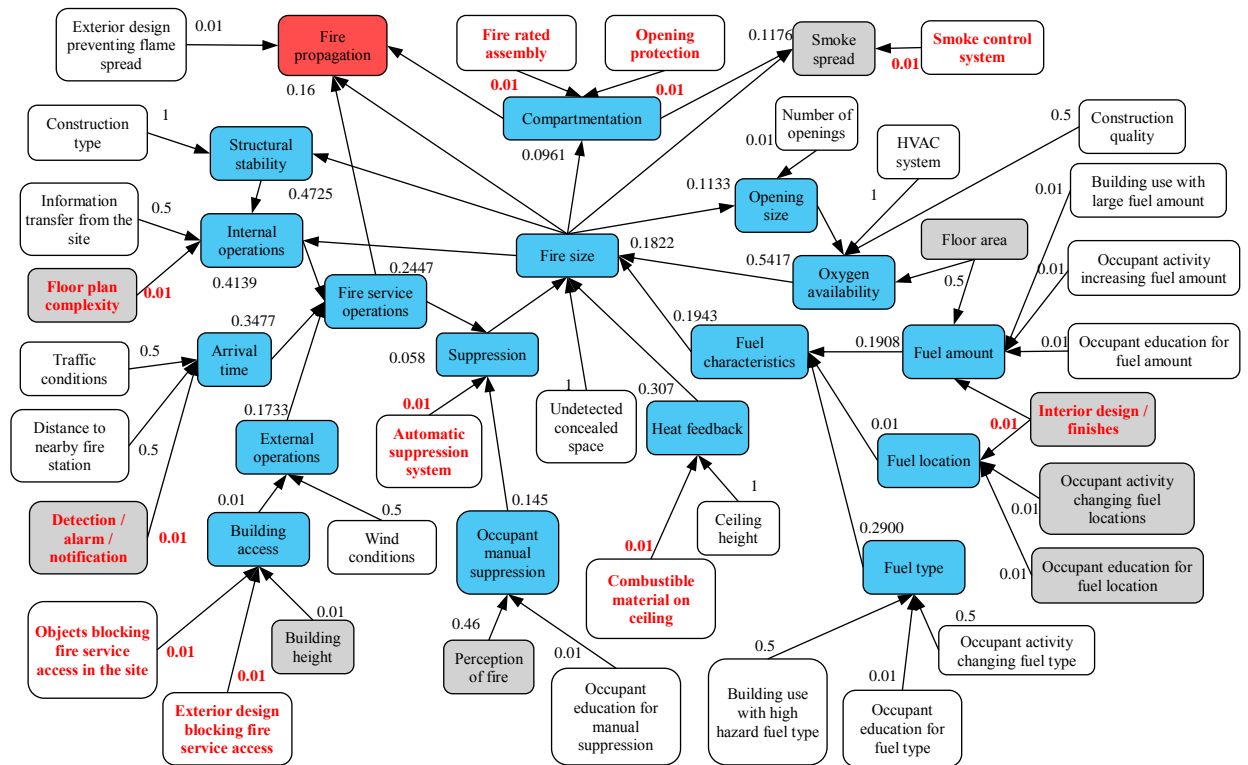 Exterior design
preventing flame
spread
0.01
Fire
propagation
0.16
Fire rated
assembly
0.01
Opening
protection
0.01
0.1176
Smoke
spread
0.01
Smoke control
system
Compartmentation
0.0961
Construction
type
1
Structural
stability
0.4725
Number of
openings
0.01
HVAC
system
1
0.5
Construction
quality
0.1133
Opening
size
0.01
Building use with
large fuel amount
Information
transfer from the
site
0.5
Internal
operations
0.4139
Floor plan
complexity
0.01
Fire size
0.1822
0.5417
Oxygen
availability
Floor area
0.5
0.01
Occupant activity
increasing fuel amount
0.2447
Fire service
operations
0.3477
Arrival
time
Traffic
conditions
0.5
Distance to
nearby fire
station
0.5
Detection /
alarm /
notification
0.01
Suppression
0.058
0.1943
Fuel
characteristics
0.1908
Fuel amount
0.01
Occupant education for
fuel amount
0.1733
External
operations
0.01
Automatic
suppression
system
1
Undetected
concealed
space
0.307
Heat feedback
0.01
Fuel location
0.01
Interior design /
finishes
0.01
Occupant activity
changing fuel
locations
0.01
Occupant education for
fuel location
0.01
Building
access
0.5
Wind
conditions
0.145
Occupant
manual
suppression
1
Ceiling
height
0.01
Combustible
material on
ceiling
0.2900
Fuel type
Objects blocking
fire service
access in the site
0.01
0.01
Building
height
0.01
Exterior design
blocking fire
service access
0.46
Perception
of fire
0.01
Occupant
education for
manual
suppression
0.5
Building use
with high
hazard fuel type
0.01
Occupant
education for
fuel type
0.5
Occupant activity
changing fuel type